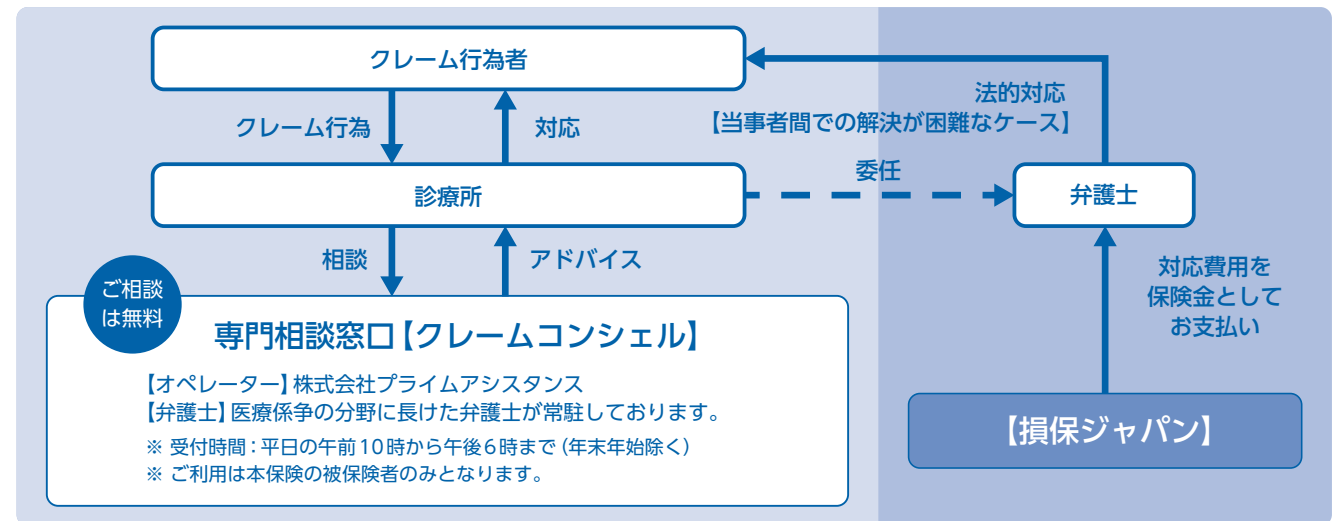 クレーム行為者
クレーム行為
対応
法的対応
【当事者間での解決が困難なケース】
委任
診療所
弁護士
相談
アドバイス
対応費用を
保険金として
お支払い
ご相談
は無料
専門相談窓口【クレームコンシェル】
【オペレーター】株式会社プライムアシスタンス
【弁護士】医療係争の分野に長けた弁護士が常駐しております。
※ 受付時間：平日の午前10時から午後6時まで（年末年始除く）
※ ご利用は本保険の被保険者のみとなります。
【損保ジャパン】